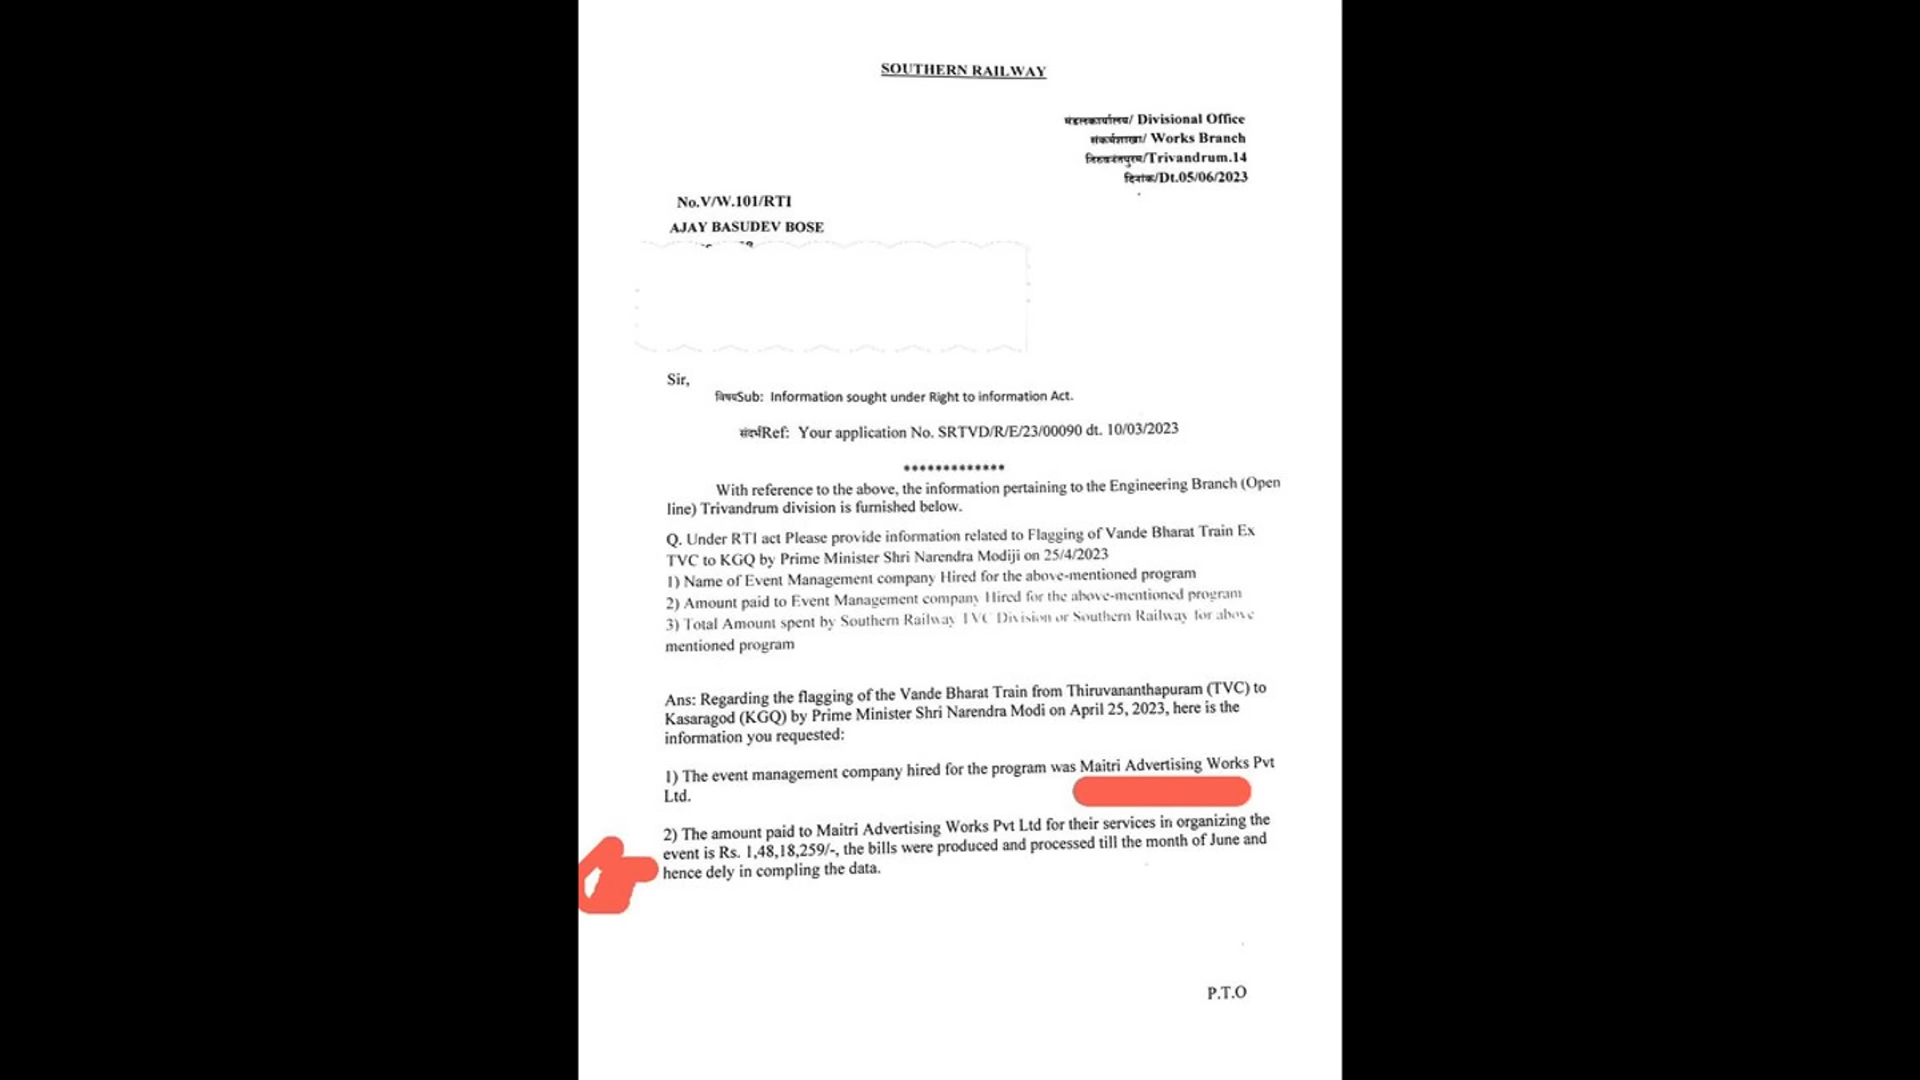 SOUTHERN RAILWAY
मंडलकार्यालय/ Divisional Office
संकर्मशाखा/ Works Branch
तिरुवनंतपुरम/Trivandrum.14
दिनांक/Dt.05/06/2023
No.V/W.101/RTI
AJAY BASUDEV BOSE
Sir,
विषयSub: Information sought under Right to information Act.
संदर्भRef: Your application No. SRTVD/R/E/23/00090 dt. 10/03/2023
*************
With reference to the above, the information pertaining to the Engineering Branch (Open
line) Trivandrum division is furnished below.
Q. Under RTI act Please provide information related to Flagging of Vande Bharat Train Ex
TVC to KGQ by Prime Minister Shri Narendra Modiji on 25/4/2023
1) Name of Event Management company Hired for the above-mentioned program
2) Amount paid to Event Management company Hired for the above-mentioned program
3) Total Amount spent by Southern Railway TVC Division or Southern Railway for above
mentioned program
Ans: Regarding the flagging of the Vande Bharat Train from Thiruvananthapuram (TVC) to
Kasaragod (KGQ) by Prime Minister Shri Narendra Modi on April 25, 2023, here is the
information you requested:
1) The event management company hired for the program was Maitri Advertising Works Pvt
Ltd.
2) The amount paid to Maitri Advertising Works Pvt Ltd for their services in organizing the
event is Rs. 1,48,18,259/-, the bills were produced and processed till the month of June and
hence dely in compling the data.
P.T.O